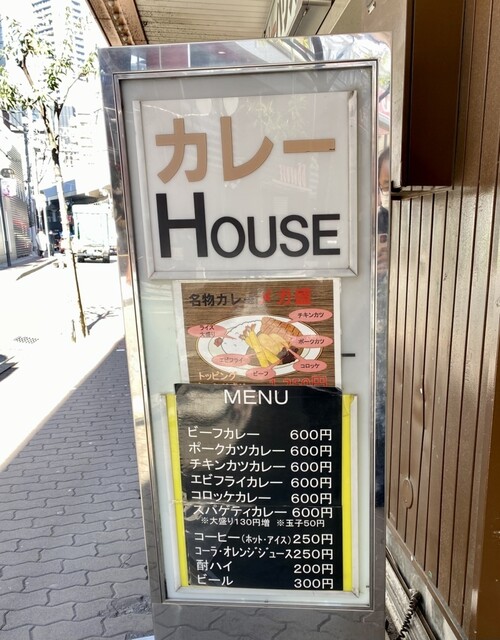 カレー
HOUSE
名物カレー
チキンカツ
ライス
大盛り
ポークカツ
エビフライ
コロッケ
ビーフ
トッピング
MENU
ビーフカレー 600円
ポークカツカレー 600円
チキンカツカレー 600円
エビフライカレー 600円
コロッケカレー 600円
スパゲティカレー 600円
※大盛り130円増 ※玉子50円
コーヒー(ホット・アイス) 250円
コーラ・オレンジジュース 250円
酎ハイ 200円
ビール 300円